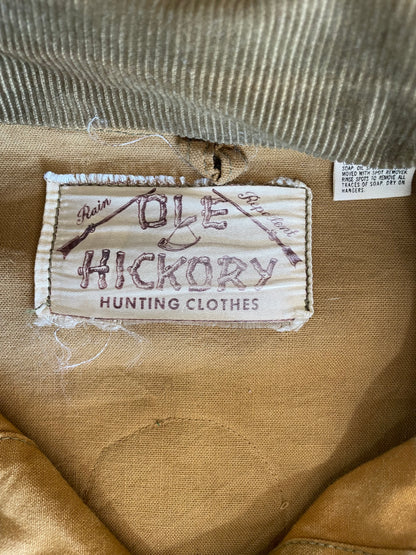 Rain Repellent
OLE
HICKORY
HUNTING CLOTHES
SOAP, OIL
MOVED WITH SPOT REMOVER.
RINSE SPOTS TO REMOVE ALL
TRACES OF SOAP. DRY ON
HANGERS.